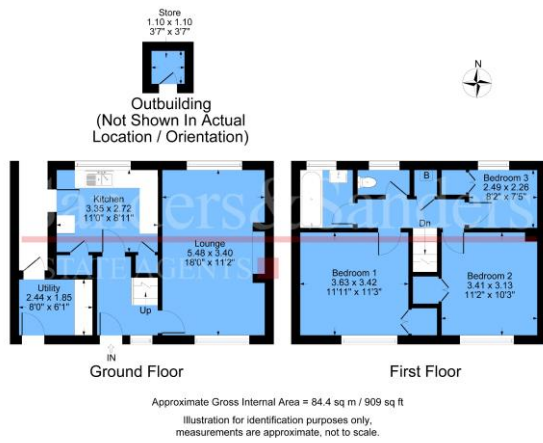 Store
1.10 x 1.10
3'7" x 3'7"
Outbuilding
(Not Shown In Actual
Location / Orientation)
N
Kitchen
3.35 x 2.72
11'0" x 8'11"
Lounge
5.48 x 3.40
18'0" x 11'2"
Utility
2.44 x 1.85
8'0" x 6'1"
Up
IN
Ground Floor
B
Bedroom 3
2.49 x 2.26
8'2" x 7'5"
Dn
Bedroom 1
3.63 x 3.42
11'11" x 11'3"
Bedroom 2
3.41 x 3.13
11'2" x 10'3"
First Floor
Sanders&Sanders
ESTATE AGENTS
Approximate Gross Internal Area = 84.4 sq m / 909 sq ft
Illustration for identification purposes only,
measurements are approximate, not to scale.